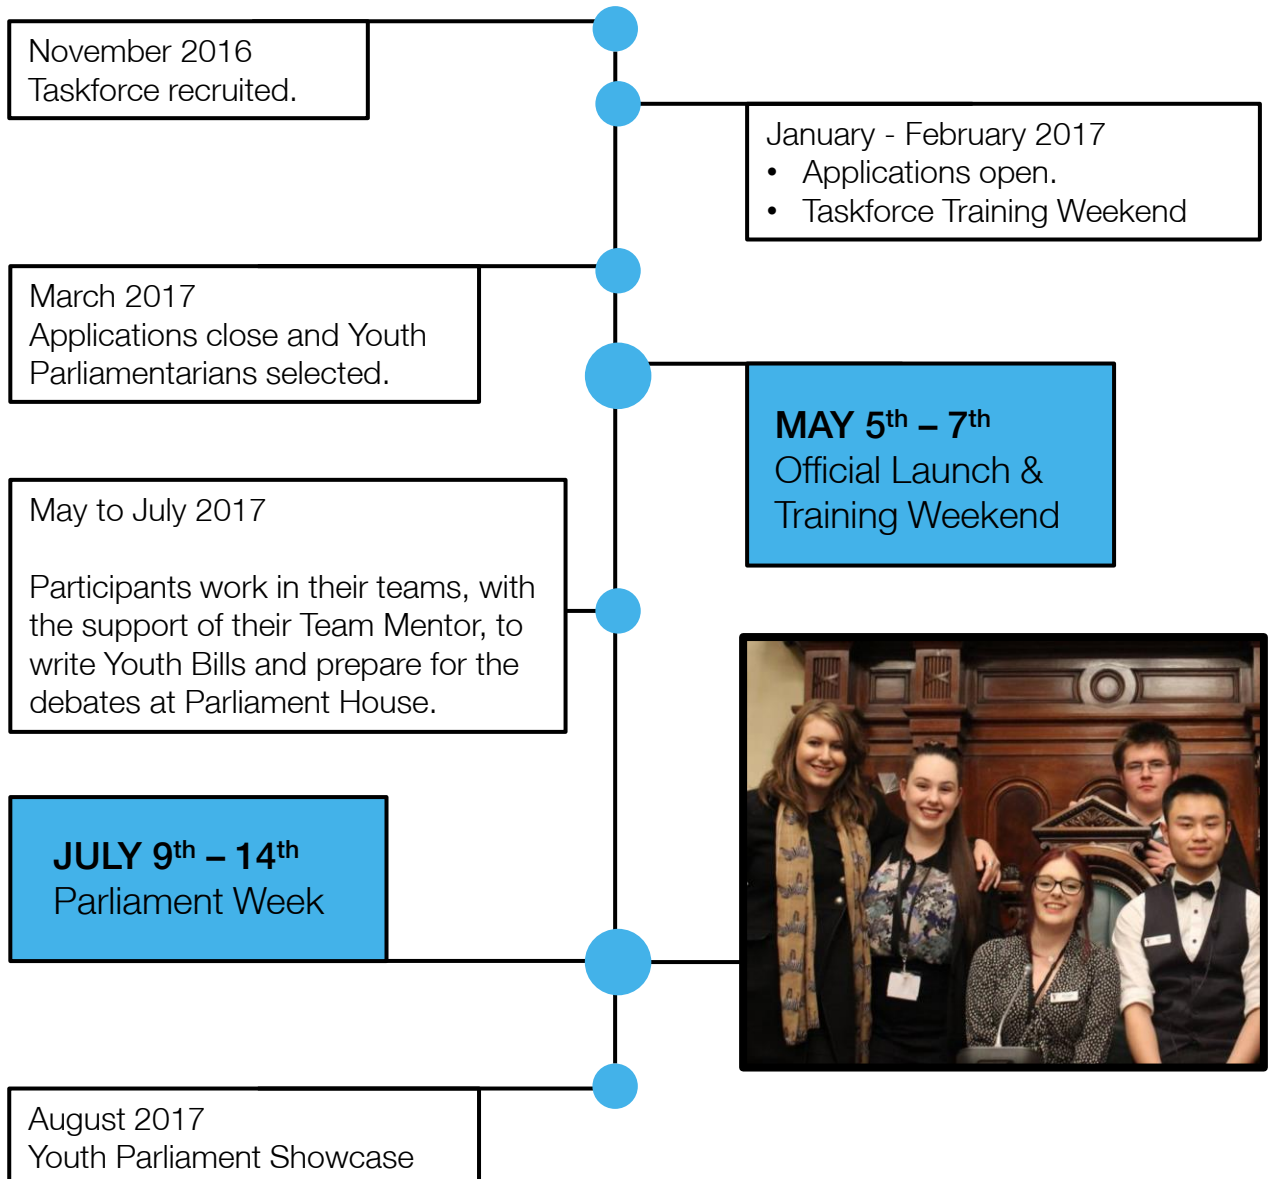 November 2016
Taskforce recruited.
January - February 2017
• Applications open.
• Taskforce Training Weekend
March 2017
Applications close and Youth
Parliamentarians selected.
MAY 5th – 7th
Official Launch &
Training Weekend
May to July 2017
Participants work in their teams, with
the support of their Team Mentor, to
write Youth Bills and prepare for the
debates at Parliament House.
JULY 9th – 14th
Parliament Week
August 2017
Youth Parliament Showcase